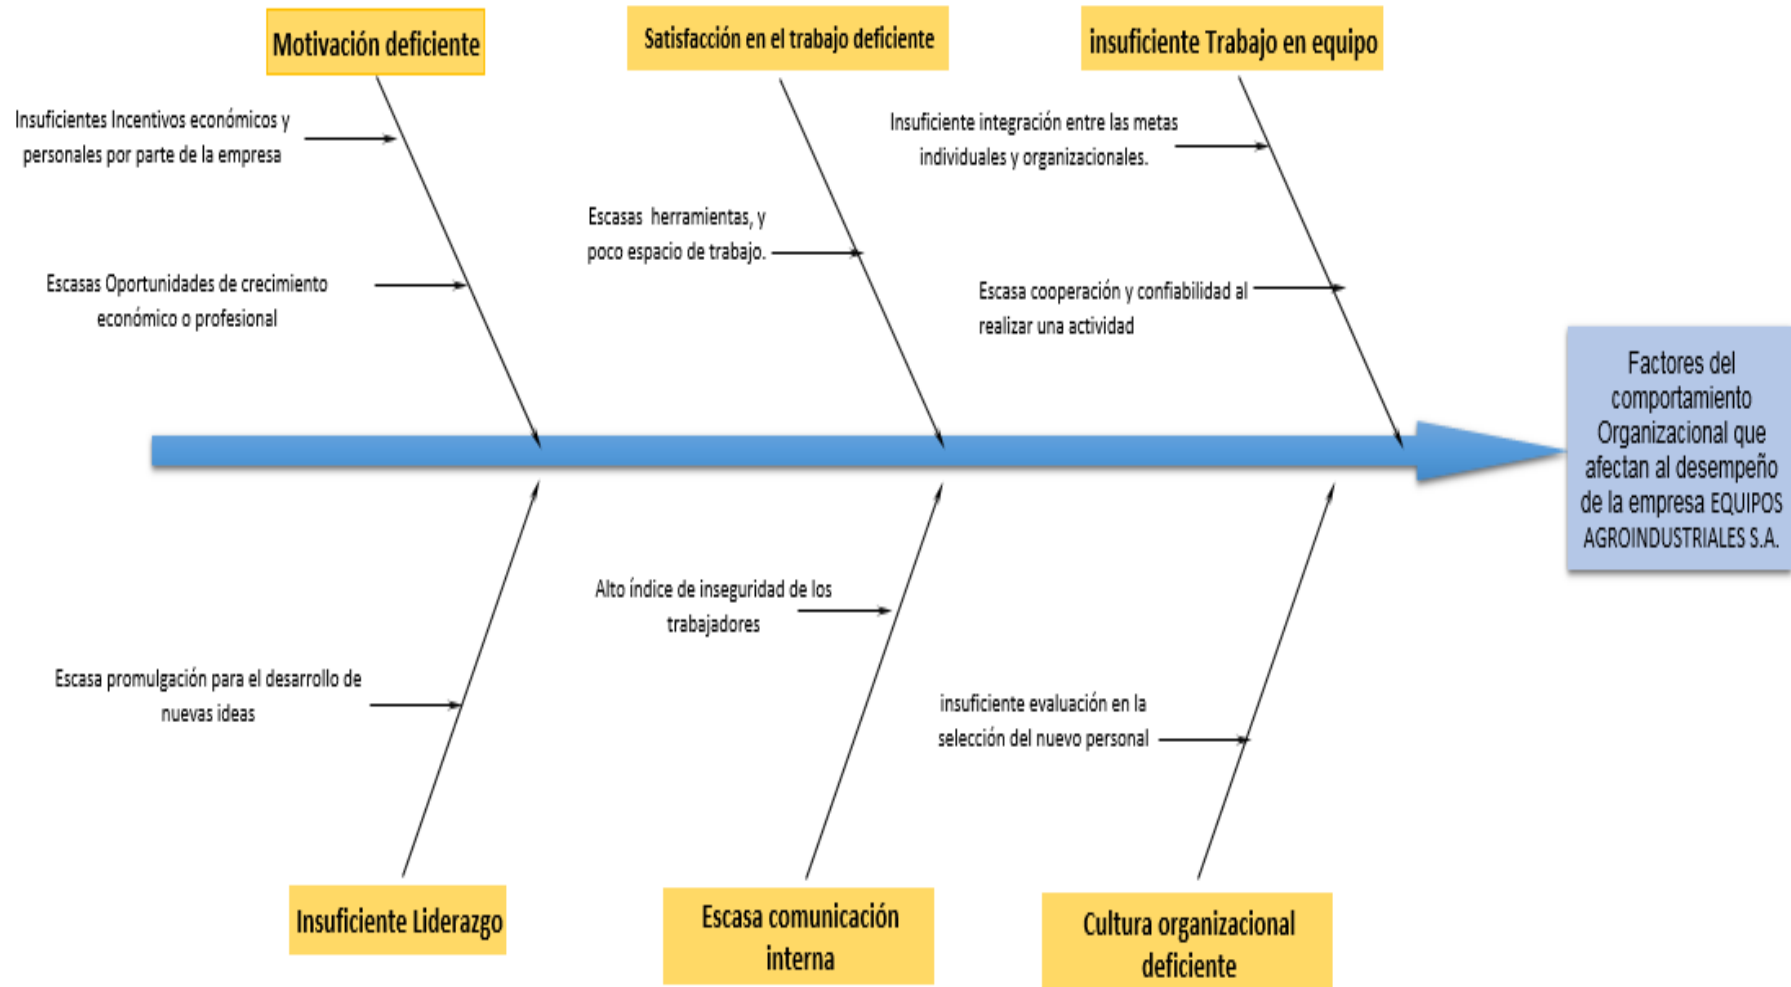 Motivación deficiente
Satisfacción en el trabajo deficiente
insuficiente Trabajo en equipo
Insuficientes Incentivos económicos y
personales por parte de la empresa
Insuficiente integración entre las metas
individuales y organizacionales.
Escasas herramientas, y
poco espacio de trabajo.
Escasas Oportunidades de crecimiento
económico o profesional
Escasa cooperación y confiabilidad al
realizar una actividad
Factores del
comportamiento
Organizacional que
afectan al desempeño
de la empresa EQUIPOS
AGROINDUSTRIALES S.A.
Alto índice de inseguridad de los
trabajadores
Escasa promulgación para el desarrollo de
nuevas ideas
insuficiente evaluación en la
selección del nuevo personal
Insuficiente Liderazgo
Escasa comunicación
interna
Cultura organizacional
deficiente